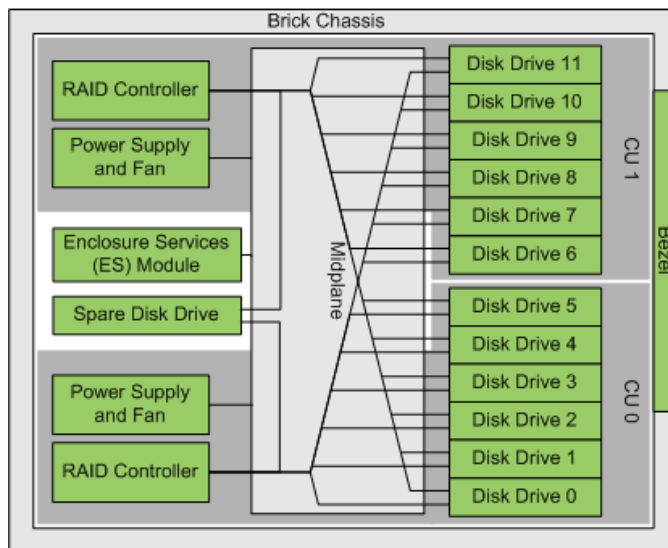 Brick Chassis
RAID Controller
Power Supply
and Fan
Enclosure Services
(ES) Module
Spare Disk Drive
Power Supply
and Fan
RAID Controller
Midplane
Disk Drive 11
Disk Drive 10
Disk Drive 9
Disk Drive 8
Disk Drive 7
Disk Drive 6
CU 1
Disk Drive 5
Disk Drive 4
Disk Drive 3
Disk Drive 2
Disk Drive 1
Disk Drive 0
CU 0
Bezel